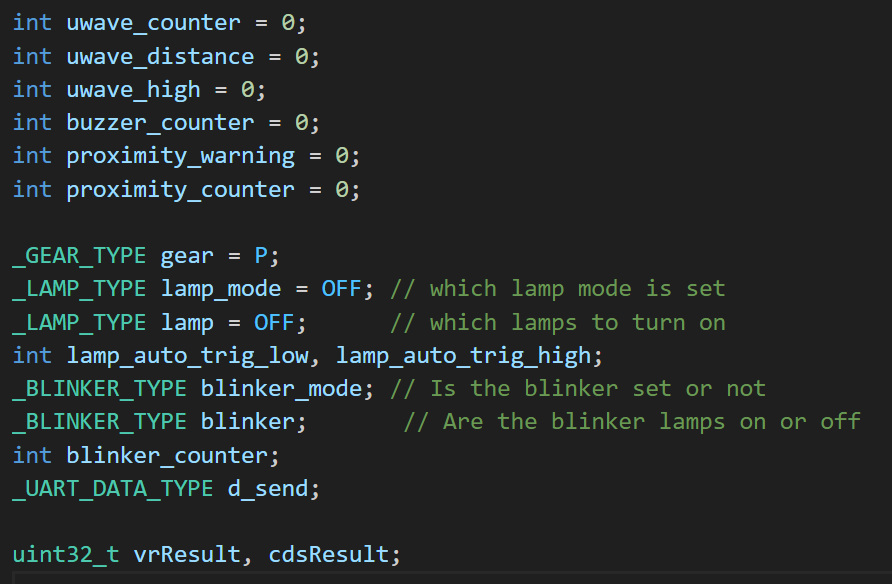 int uwave_counter = 0;
int uwave_distance = 0;
int uwave_high = 0;
int buzzer_counter = 0;
int proximity_warning = 0;
int proximity_counter = 0;
_GEAR_TYPE gear = P;
_LAMP_TYPE lamp_mode = OFF; // which lamp mode is set
_LAMP_TYPE lamp = OFF;      // which lamps to turn on
int lamp_auto_trig_low, lamp_auto_trig_high;
_BLINKER_TYPE blinker_mode; // Is the blinker set or not
_BLINKER_TYPE blinker;       // Are the blinker lamps on or off
int blinker_counter;
_UART_DATA_TYPE d_send;
uint32_t vrResult, cdsResult;